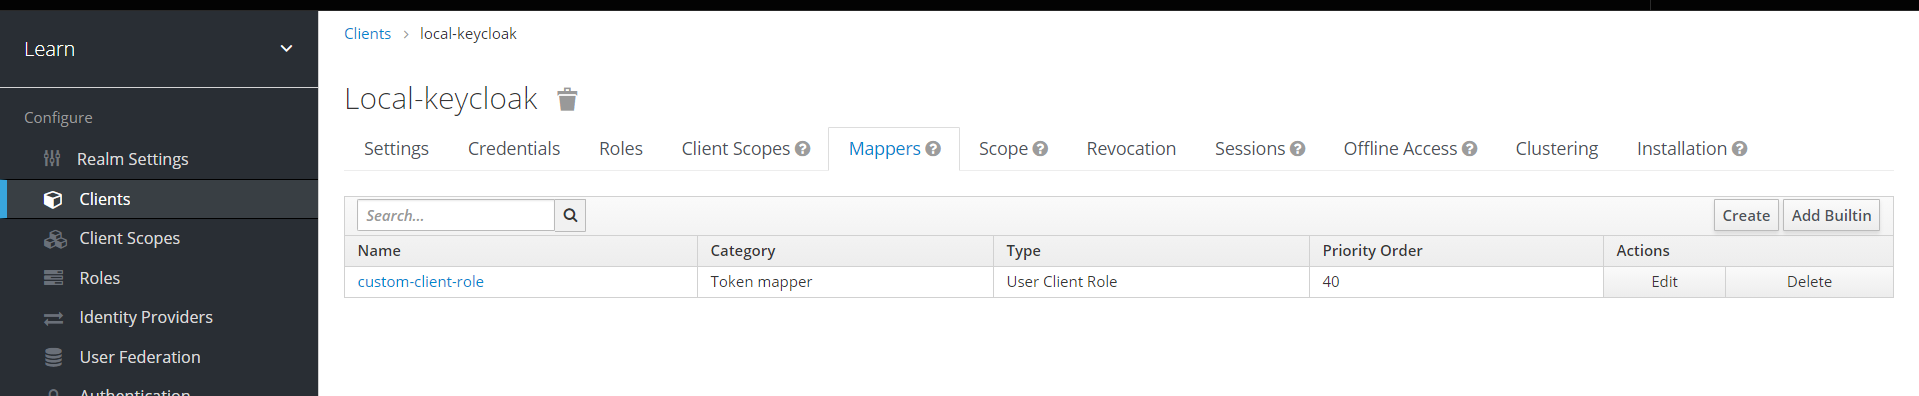 Learn
Configure
Realm Settings
Clients
Client Scopes
Roles
Identity Providers
User Federation
Authentication
Clients > local-keycloak
Local-keycloak
Settings Credentials Roles Client Scopes ? Mappers ? Scope ? Revocation Sessions ? Offline Access ? Clustering Installation ?
Search... Create Add Builtin
Name Category Type Priority Order Actions
custom-client-role Token mapper User Client Role 40 Edit Delete